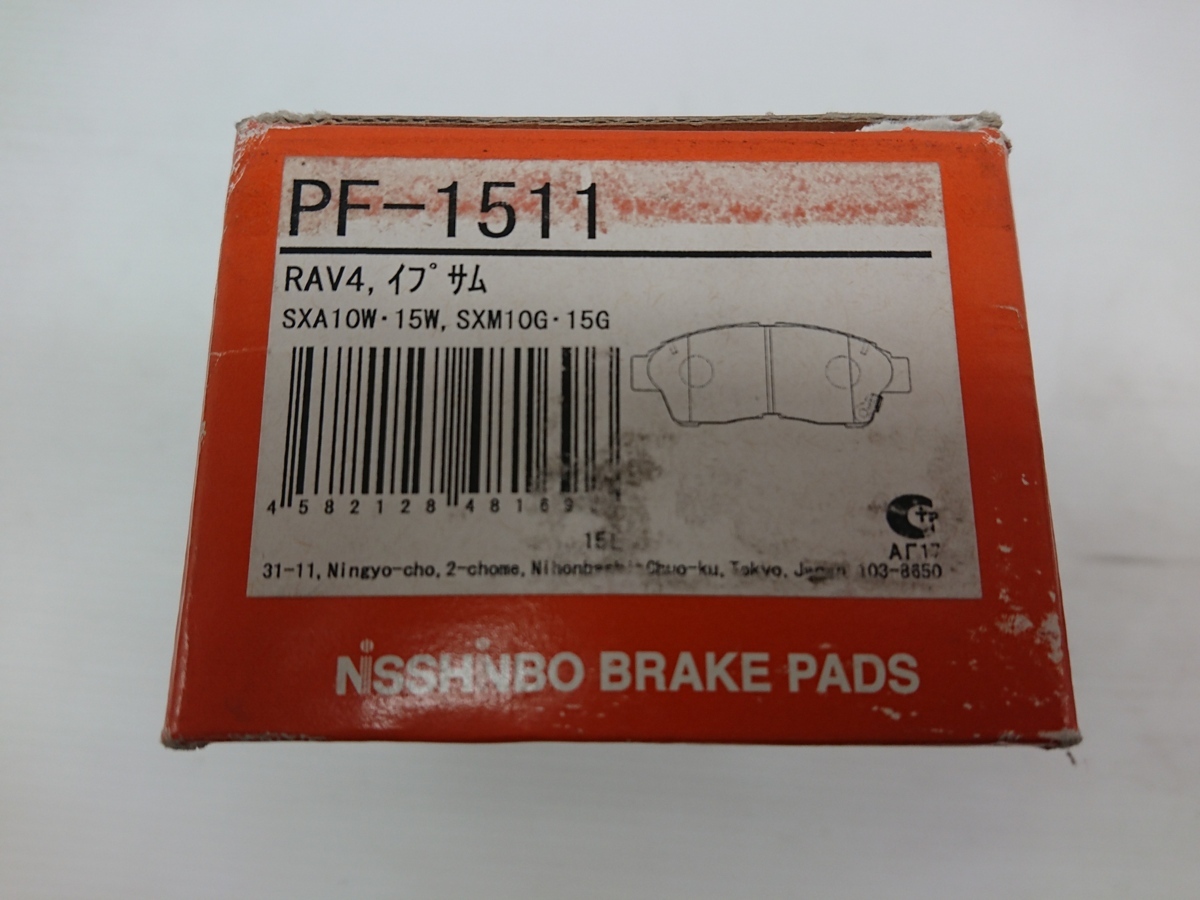 PF-1511
RAV4, ｲﾌﾟｻﾑ
SXA10W·15W, SXM10G·15G
4 582128 48169
15L
АГ17
31-11, Ningyo-cho, 2-chome, Nihonbashi Chuo-ku, Tokyo, Japan 103-8650
NISSHINBO BRAKE PADS